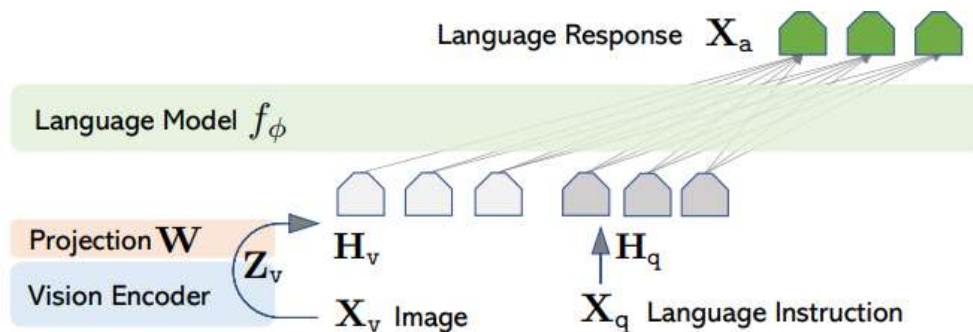 Language Response X_a
Language Model f_ϕ
Projection W
Z_v
H_v
H_q
Vision Encoder
X_v Image
X_q Language Instruction